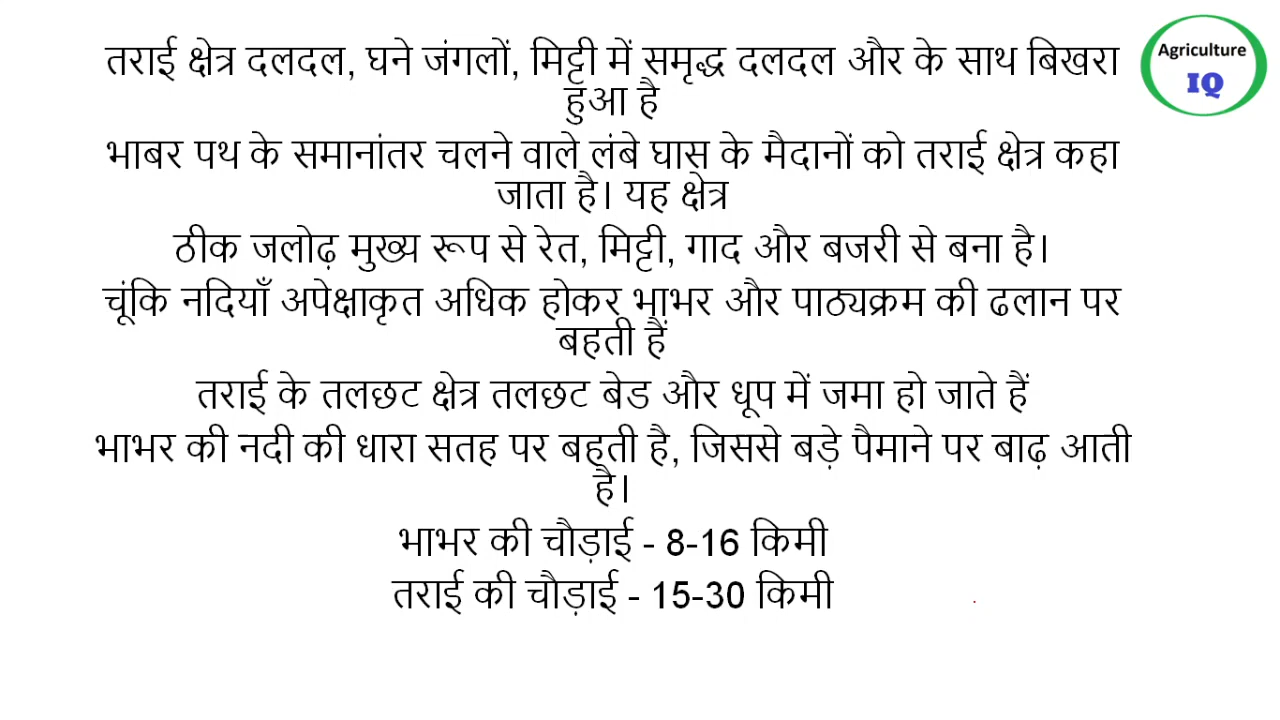 Agriculture
IQ
तराई क्षेत्र दलदल, घने जंगलों, मिट्टी में समृद्ध दलदल और के साथ बिखरा
हुआ है
भाबर पथ के समानांतर चलने वाले लंबे घास के मैदानों को तराई क्षेत्र कहा
जाता है। यह क्षेत्र
ठीक जलोढ़ मुख्य रूप से रेत, मिट्टी, गाद और बजरी से बना है।
चूंकि नदियाँ अपेक्षाकृत अधिक होकर भाभर और पाठ्यक्रम की ढलान पर
बहती हैं
तराई के तलछट क्षेत्र तलछट बेड और धूप में जमा हो जाते हैं
भाभर की नदी की धारा सतह पर बहती है, जिससे बड़े पैमाने पर बाढ़ आती
है।
भाभर की चौड़ाई - 8-16 किमी
तराई की चौड़ाई - 15-30 किमी